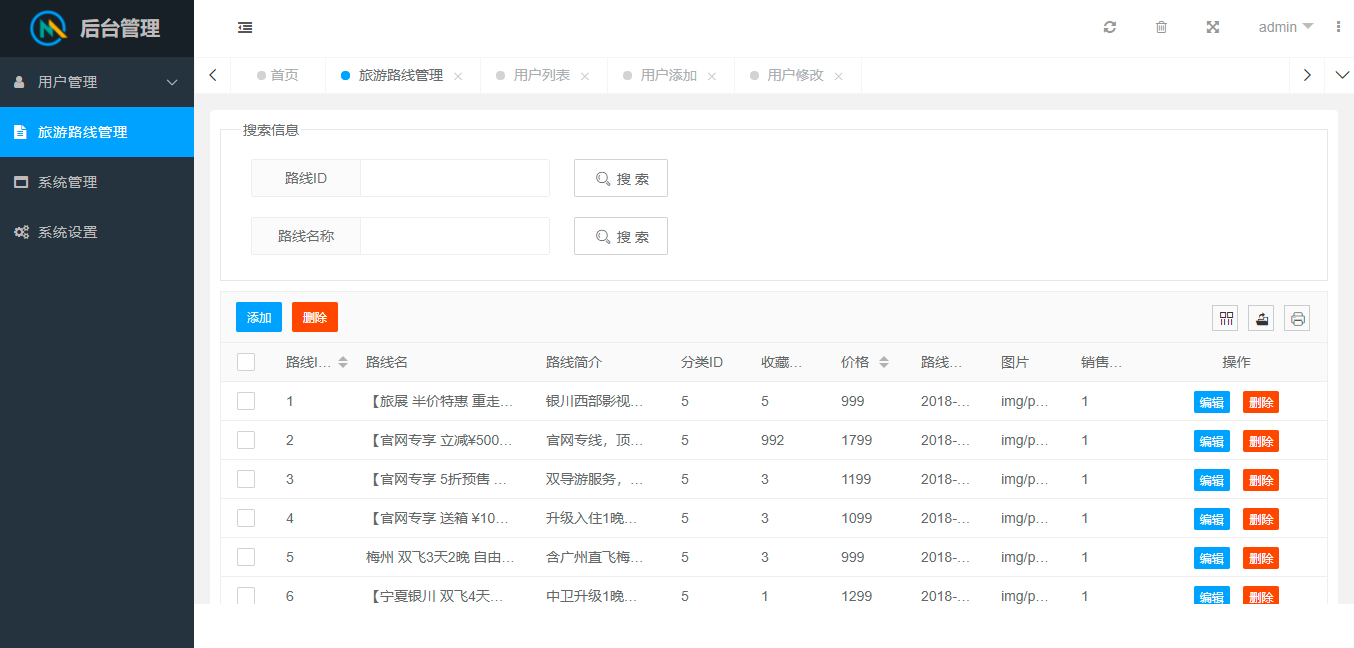 后台管理
admin
用户管理
旅游路线管理
系统管理
系统设置
首页 旅游路线管理 用户列表 用户添加 用户修改
搜索信息
路线ID 搜 索
路线名称 搜 索
添加 删除
路线I... 路线名 路线简介 分类ID 收藏... 价格 路线... 图片 销售... 操作
1 【旅展 半价特惠 重走... 银川西部影视... 5 5 999 2018-... img/p... 1 编辑 删除
2 【官网专享 立减¥500... 官网专线，顶... 5 992 1799 2018-... img/p... 1 编辑 删除
3 【官网专享 5折预售 ... 双导游服务，... 5 3 1199 2018-... img/p... 1 编辑 删除
4 【官网专享 送箱 ¥10... 升级入住1晚... 5 3 1099 2018-... img/p... 1 编辑 删除
5 梅州 双飞3天2晚 自由... 含广州直飞梅... 5 3 999 2018-... img/p... 1 编辑 删除
6 【宁夏银川 双飞4天... 中卫升级1晚... 5 1 1299 2018-... img/p... 1 编辑 删除